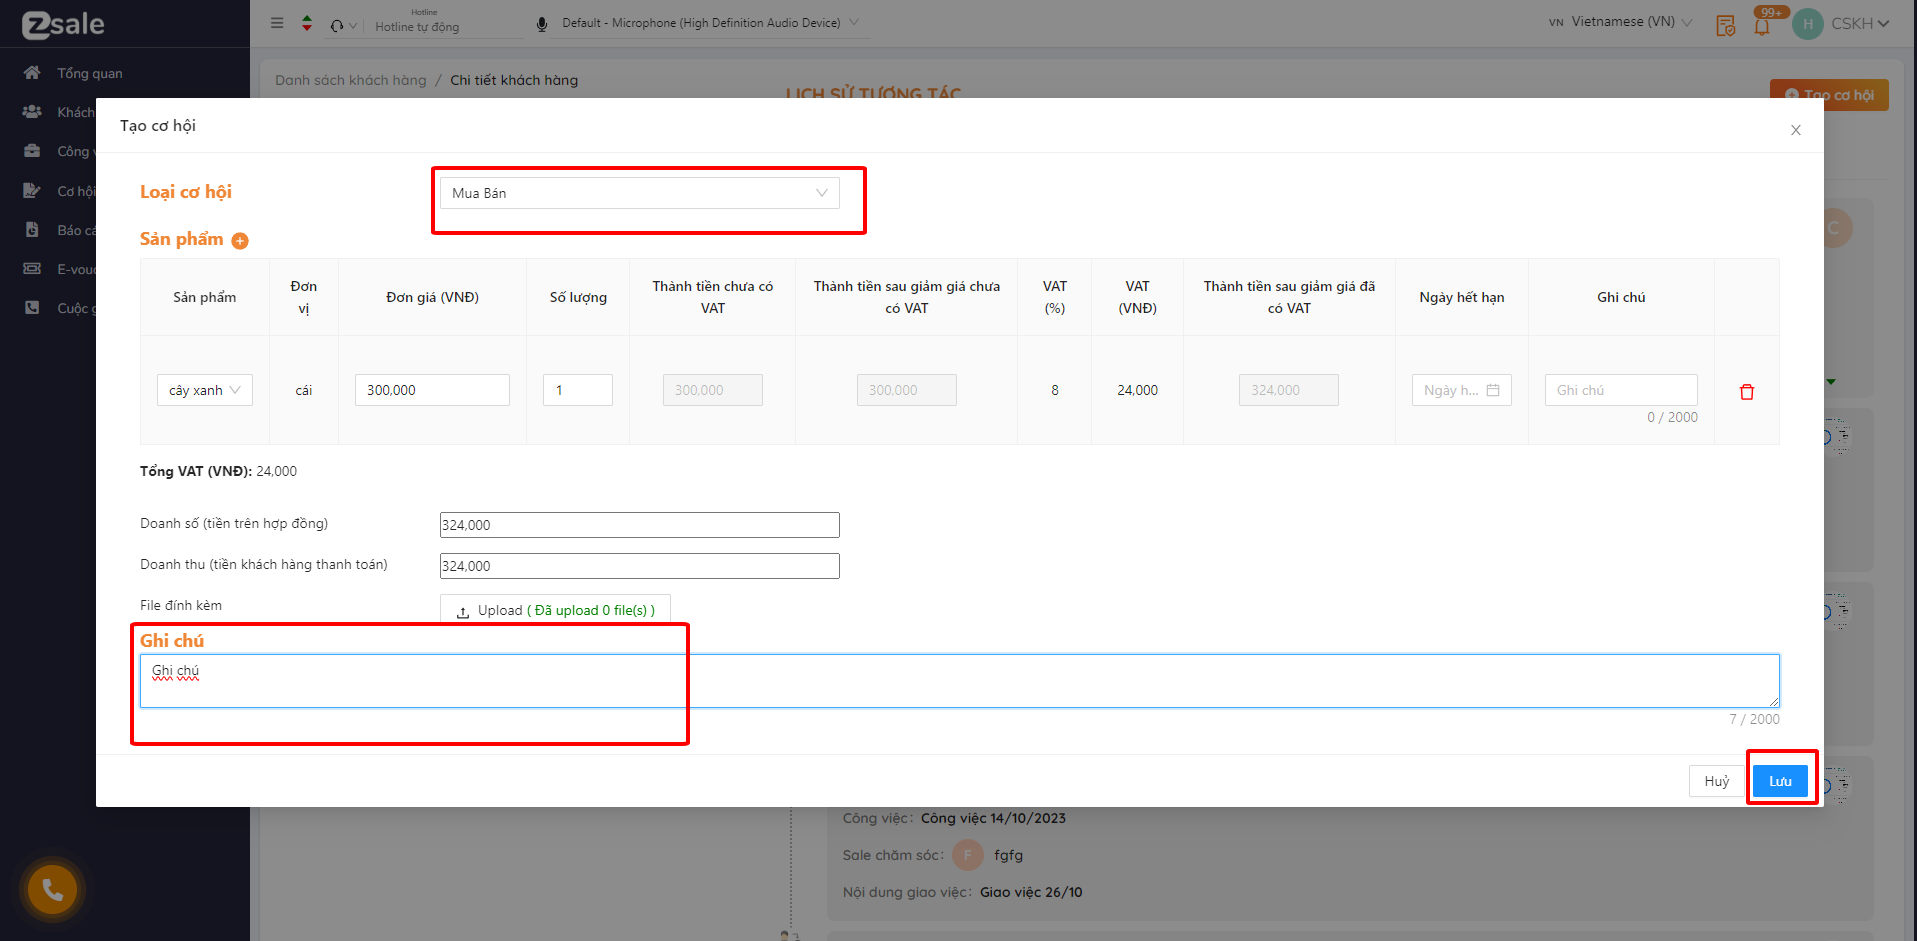 Zsale
Hotline
Hotline tự động
Default - Microphone (High Definition Audio Device)
VN Vietnamese (VN)
99+
H
CSKH
Tổng quan
Khách
Công v
Cơ hội
Báo cá
E-vouc
Cuộc g
Danh sách khách hàng / Chi tiết khách hàng
LỊCH SỬ TƯƠNG TÁC
Tạo cơ hội
Tạo cơ hội
Loại cơ hội
Mua Bán
Sản phẩm
Sản phẩm
Đơn vị
Đơn giá (VNĐ)
Số lượng
Thành tiền chưa có VAT
Thành tiền sau giảm giá chưa có VAT
VAT (%)
VAT (VNĐ)
Thành tiền sau giảm giá đã có VAT
Ngày hết hạn
Ghi chú
cây xanh
cái
300,000
1
300,000
300,000
8
24,000
324,000
Ngày h...
Ghi chú
0 / 2000
Tổng VAT (VNĐ): 24,000
Doanh số (tiền trên hợp đồng)
324,000
Doanh thu (tiền khách hàng thanh toán)
324,000
File đính kèm
Upload ( Đã upload 0 file(s) )
Ghi chú
Ghi chú
7 / 2000
Huỷ
Lưu
C
Công việc: Công việc 14/10/2023
Sale chăm sóc: F fgfg
Nội dung giao việc: Giao việc 26/10